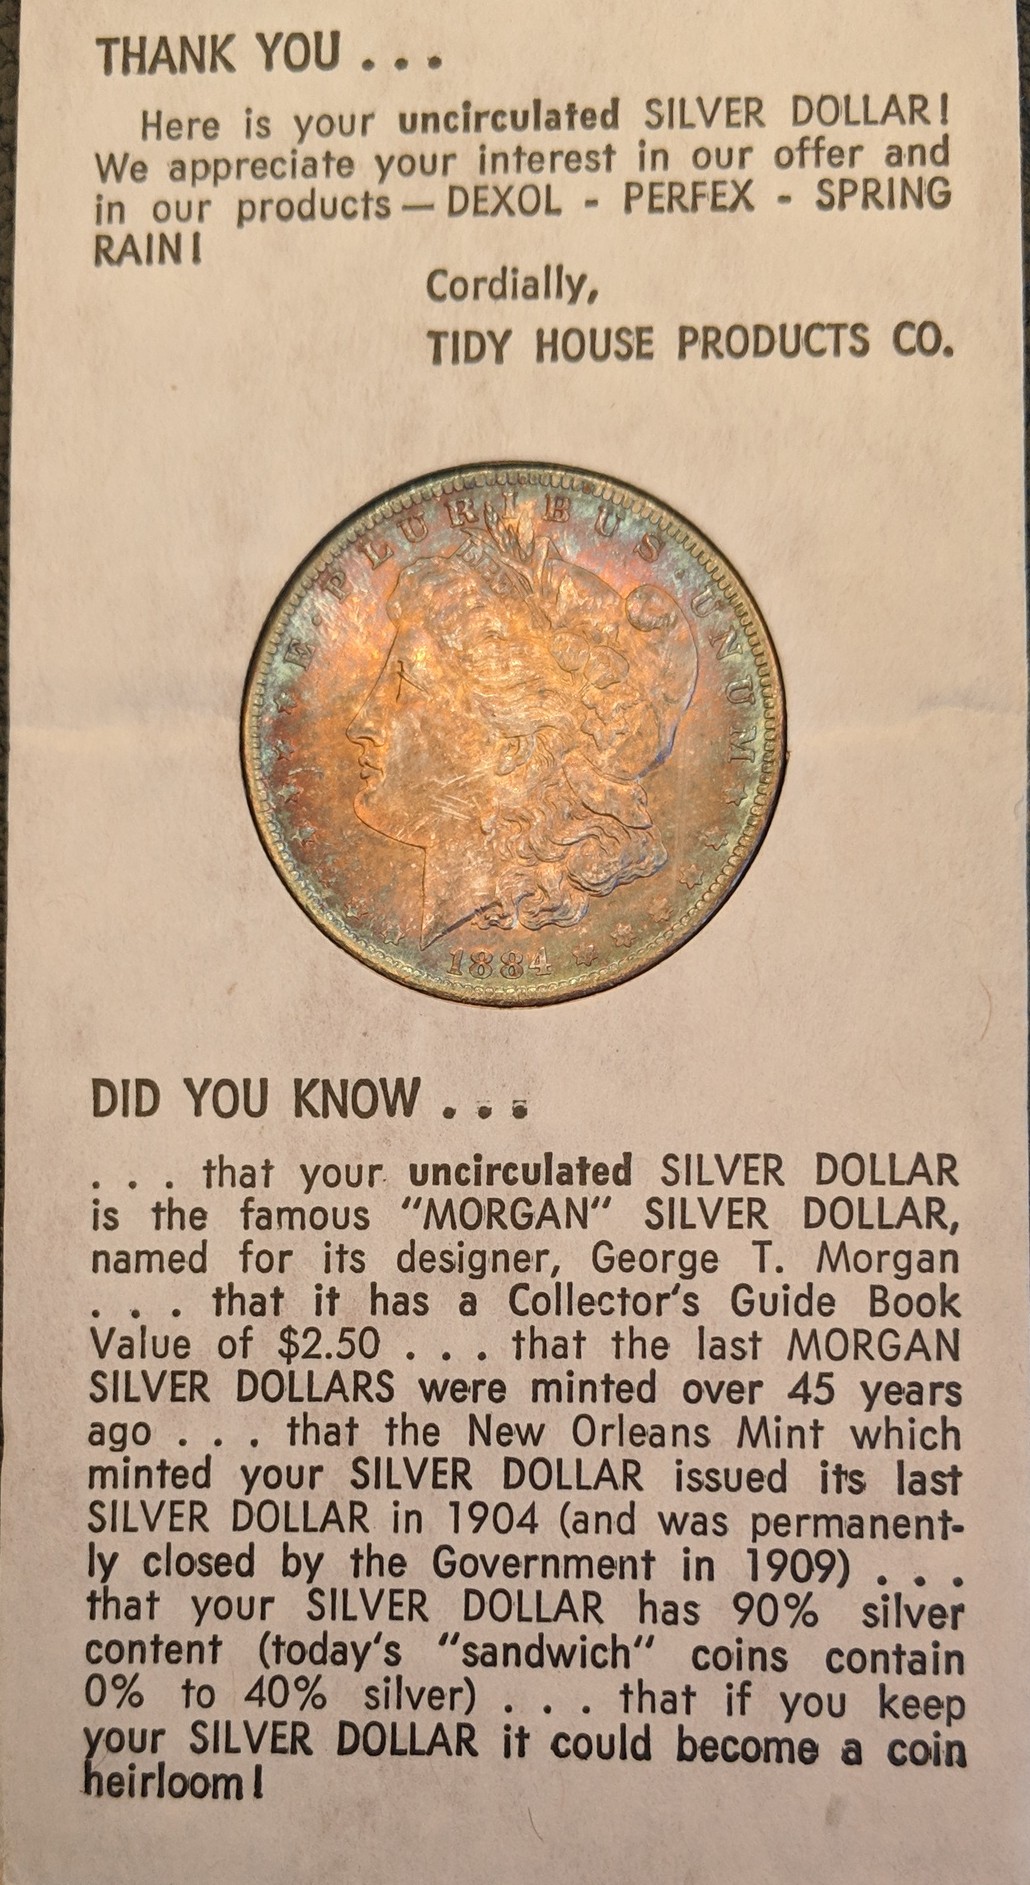 THANK YOU . . .
Here is your uncirculated SILVER DOLLAR!
We appreciate your interest in our offer and
in our products — DEXOL - PERFEX - SPRING
RAIN!
Cordially,
TIDY HOUSE PRODUCTS CO.
E · PLURIBUS · UNUM
1884
DID YOU KNOW . . .
. . . that your uncirculated SILVER DOLLAR
is the famous "MORGAN" SILVER DOLLAR,
named for its designer, George T. Morgan
. . . that it has a Collector's Guide Book
Value of $2.50 . . . that the last MORGAN
SILVER DOLLARS were minted over 45 years
ago . . . that the New Orleans Mint which
minted your SILVER DOLLAR issued its last
SILVER DOLLAR in 1904 (and was permanent-
ly closed by the Government in 1909) . . .
that your SILVER DOLLAR has 90% silver
content (today's "sandwich" coins contain
0% to 40% silver) . . . that if you keep
your SILVER DOLLAR it could become a coin
heirloom!